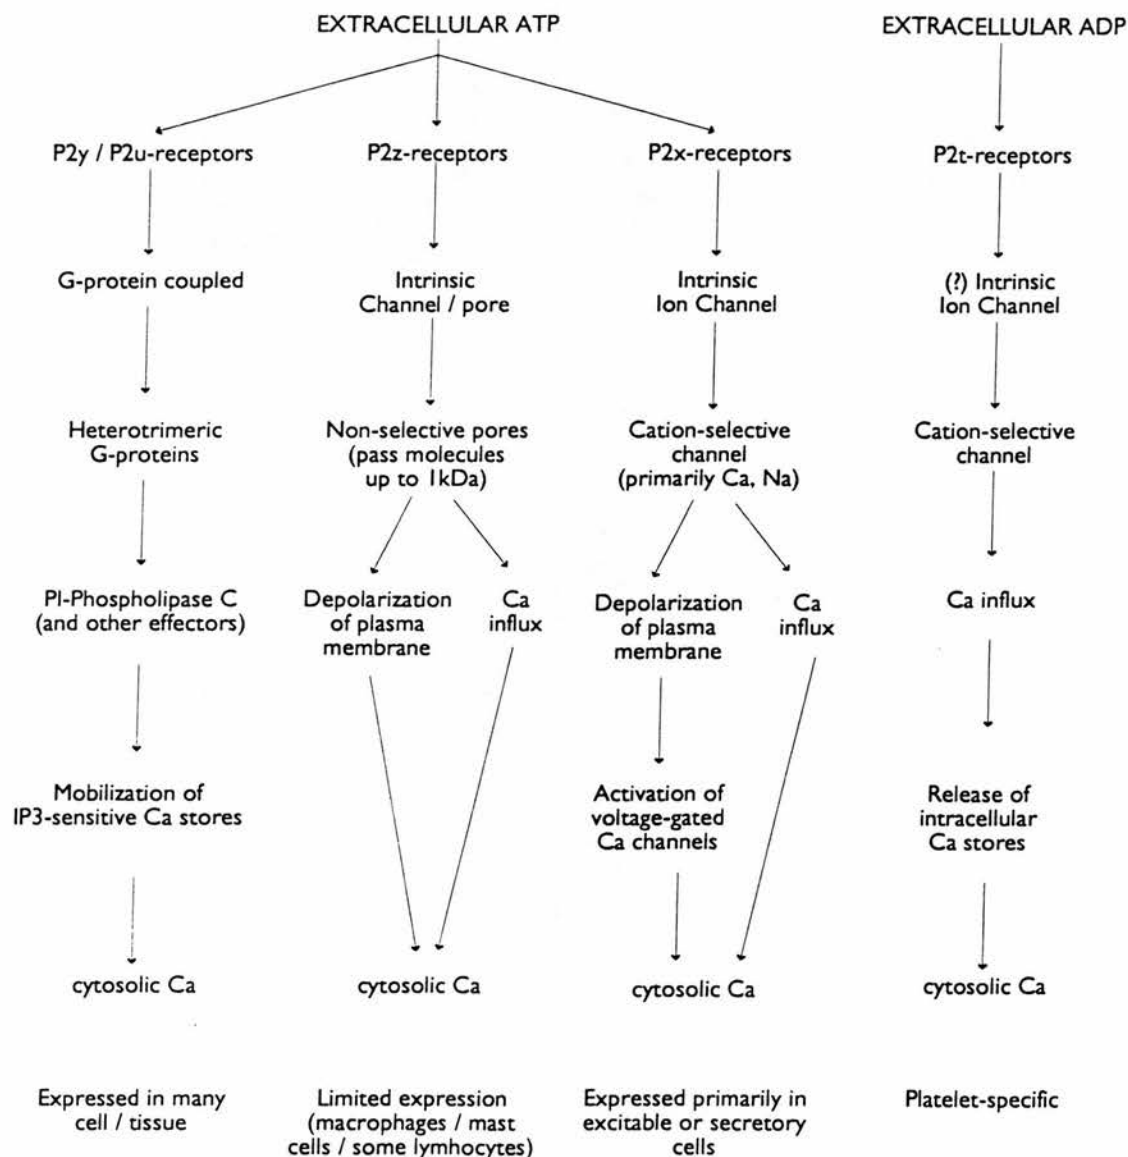 EXTRACELLULAR ATP
EXTRACELLULAR ADP
P2y / P2u-receptors
P2z-receptors
P2x-receptors
P2t-receptors
G-protein coupled
Intrinsic
Channel / pore
Intrinsic
Ion Channel
(?) Intrinsic
Ion Channel
Heterotrimeric
G-proteins
Non-selective pores
(pass molecules
up to 1kDa)
Cation-selective
channel
(primarily Ca, Na)
Cation-selective
channel
PI-Phospholipase C
(and other effectors)
Depolarization
of plasma
membrane
Ca
influx
Depolarization
of plasma
membrane
Ca
influx
Ca influx
Mobilization of
IP3-sensitive Ca stores
Activation of
voltage-gated
Ca channels
Release of
intracellular
Ca stores
cytosolic Ca
cytosolic Ca
cytosolic Ca
cytosolic Ca
Expressed in many
cell / tissue
Limited expression
(macrophages / mast
cells / some lymhocytes)
Expressed primarily in
excitable or secretory
cells
Platelet-specific